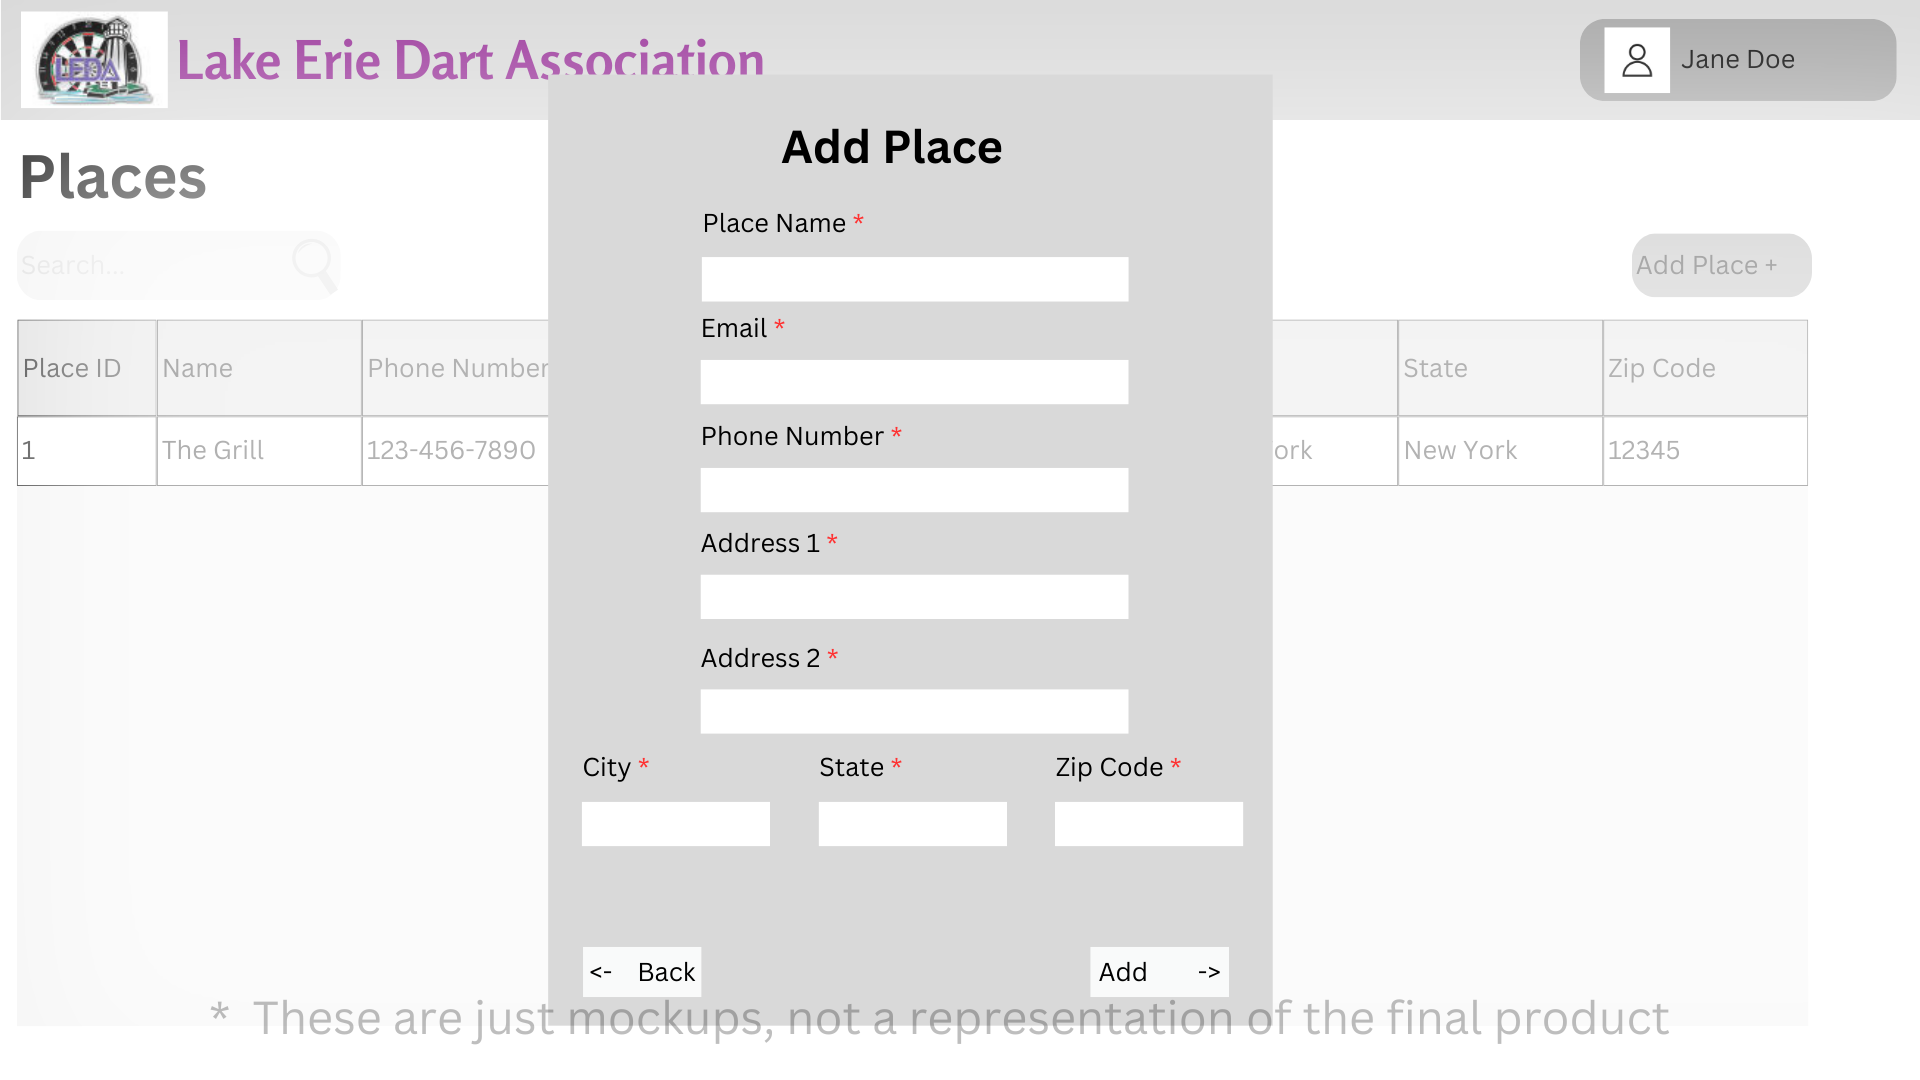 LEDA
Lake Erie Dart Association
Jane Doe
Places
Search...
Add Place +
Place ID
Name
Phone Number
State
Zip Code
1
The Grill
123-456-7890
ork
New York
12345
Add Place
Place Name *
Email *
Phone Number *
Address 1 *
Address 2 *
City *
State *
Zip Code *
<- Back
Add ->
* These are just mockups, not a representation of the final product